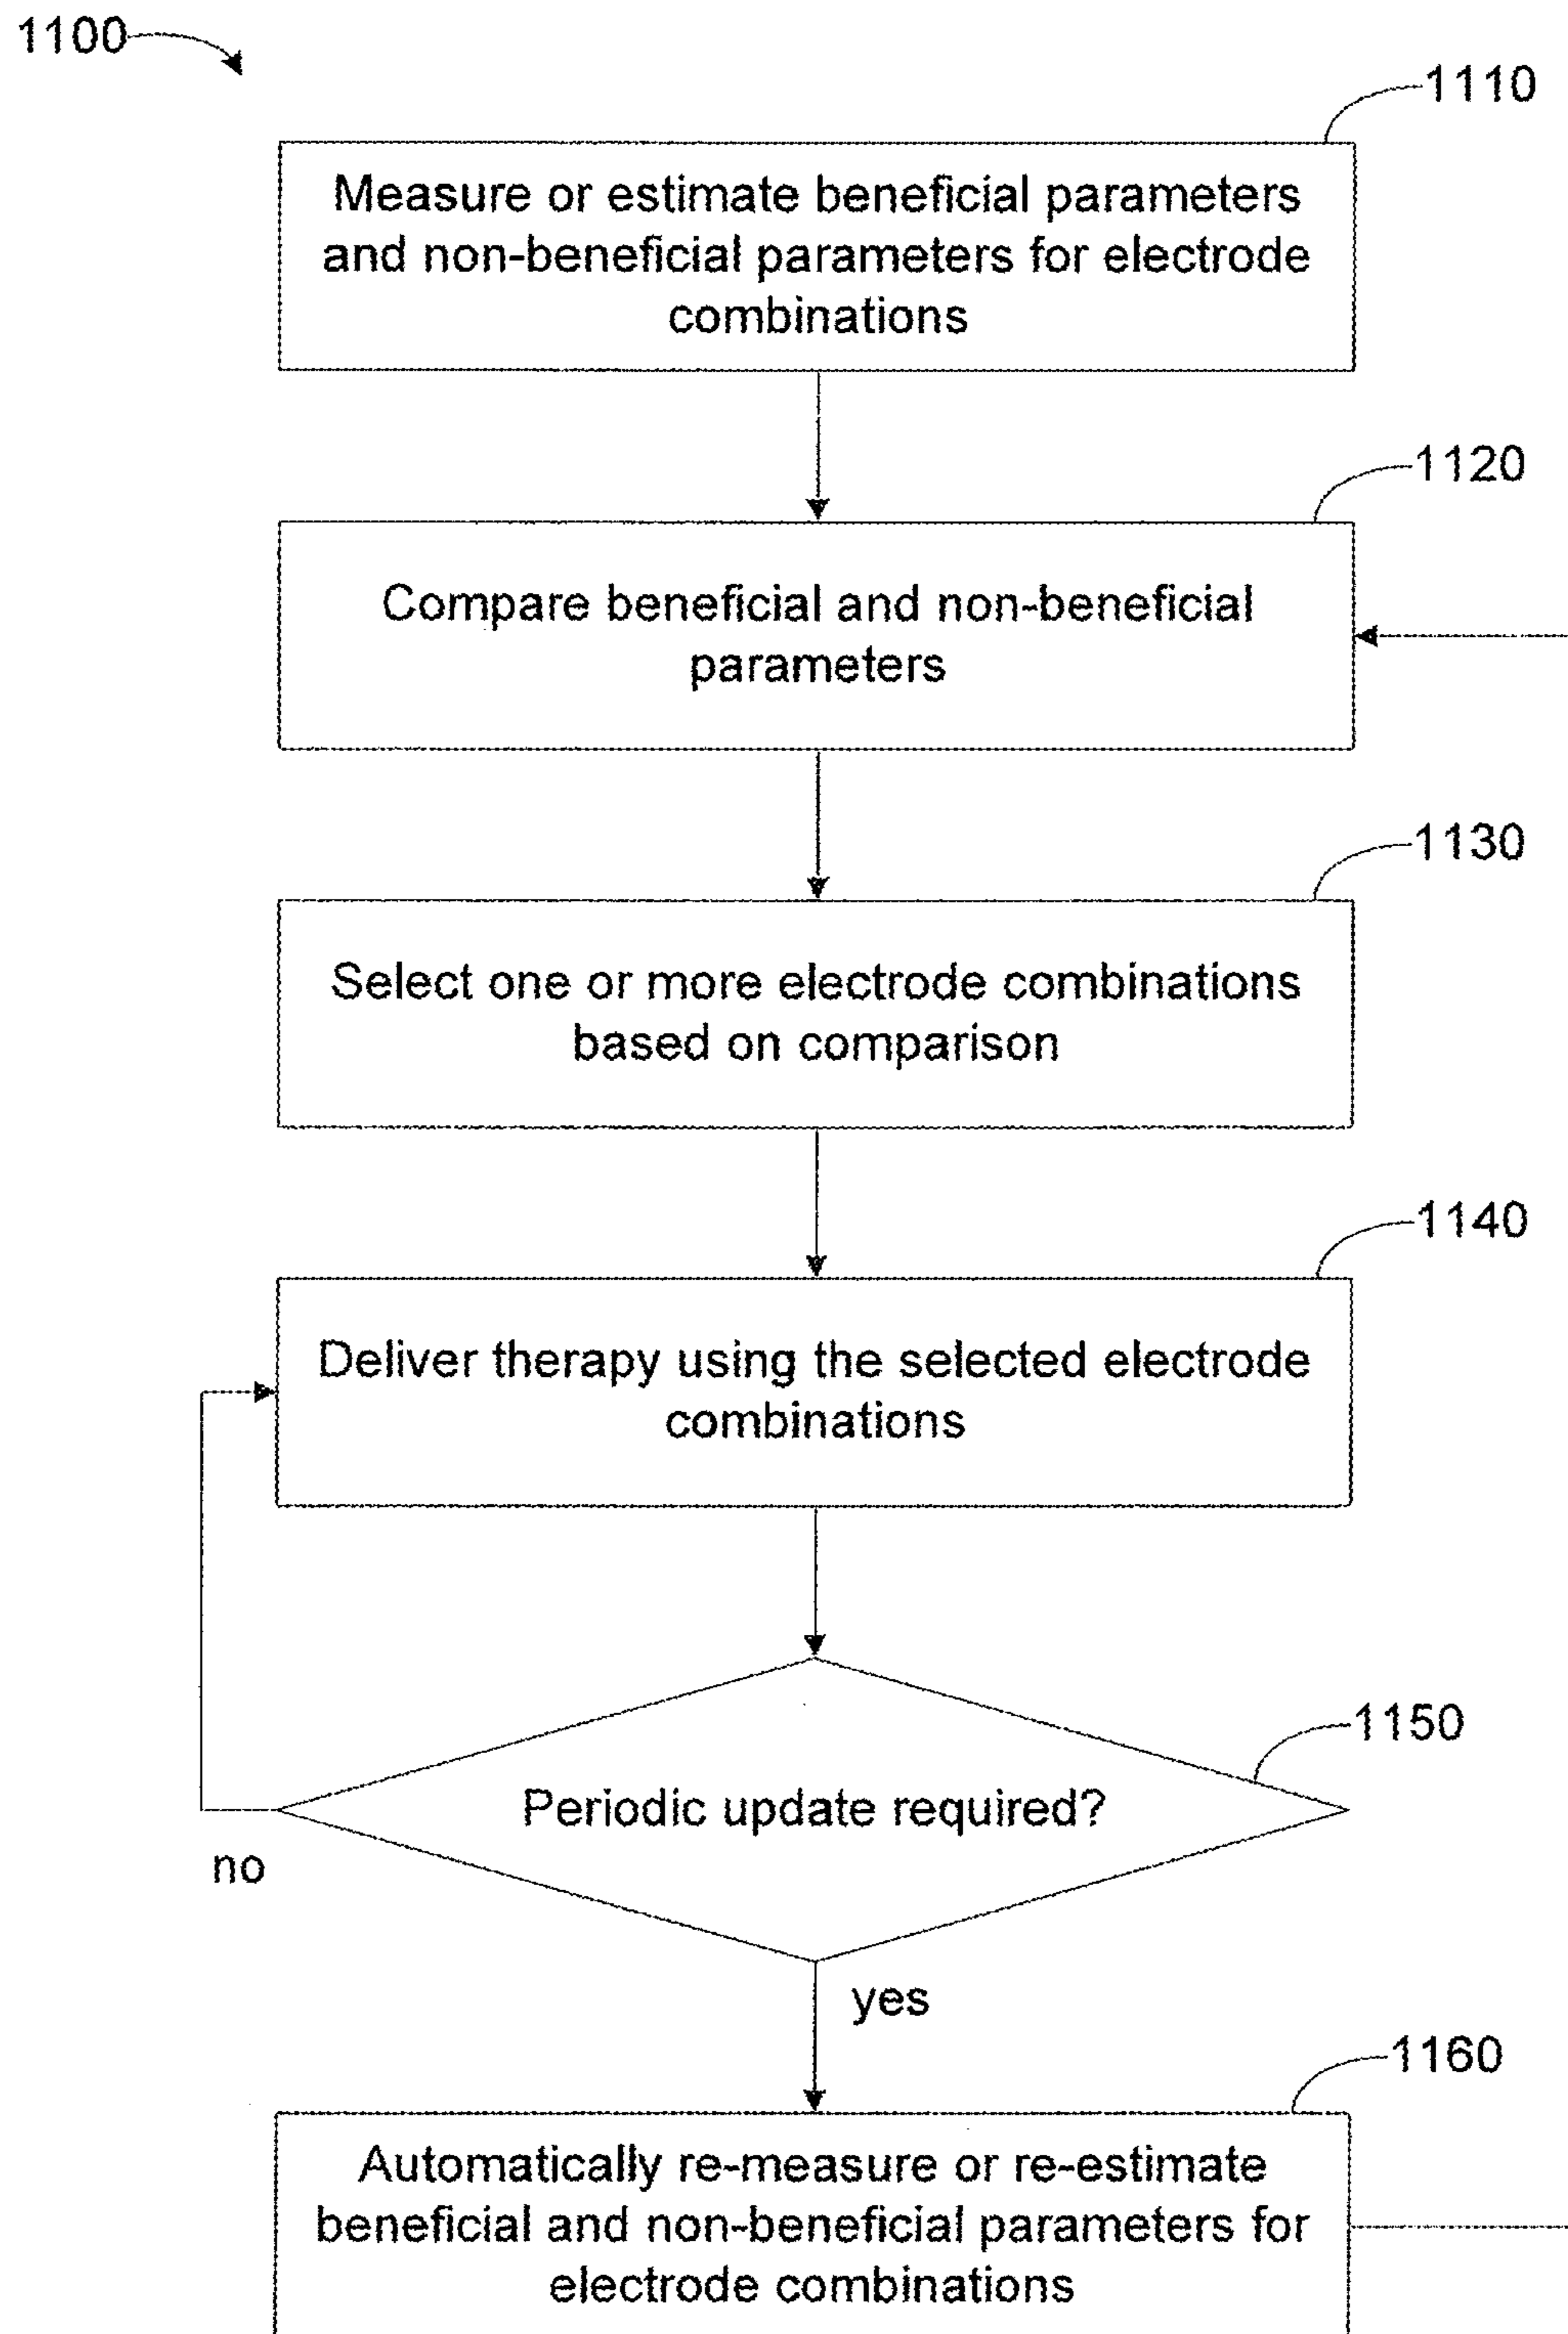 1100
1110
Measure or estimate beneficial parameters
and non-beneficial parameters for electrode
combinations
1120
Compare beneficial and non-beneficial
parameters
1130
Select one or more electrode combinations
based on comparison
1140
Deliver therapy using the selected electrode
combinations
1150
Periodic update required?
no
yes
1160
Automatically re-measure or re-estimate
beneficial and non-beneficial parameters for
electrode combinations